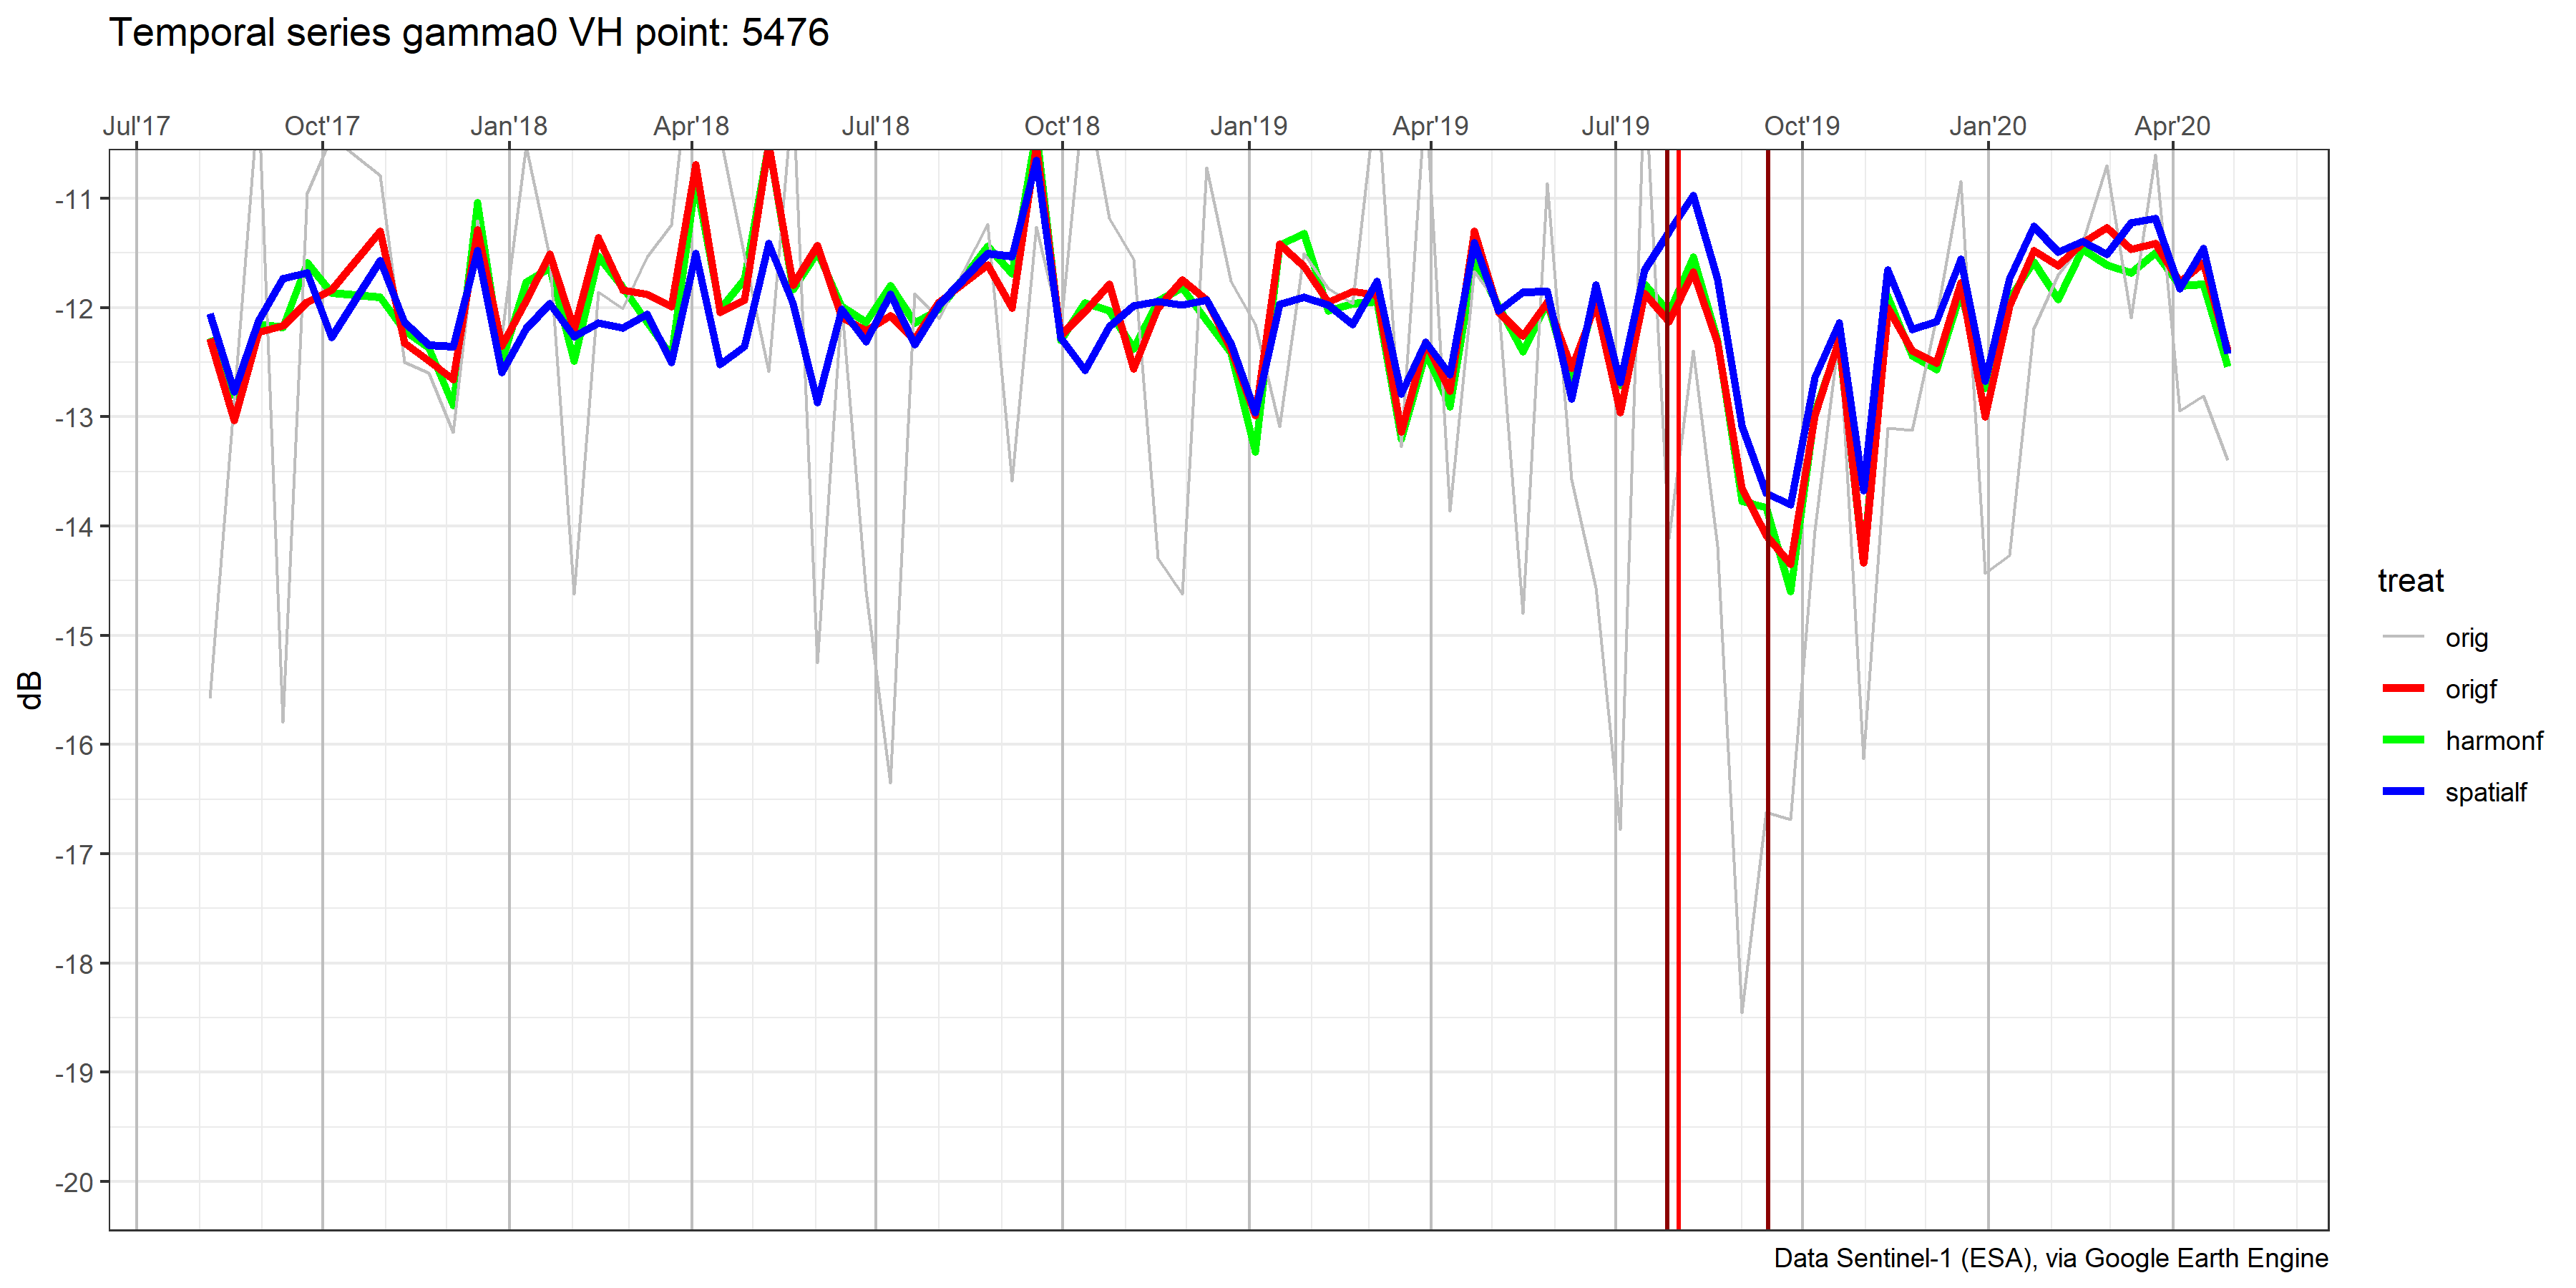 Temporal series gamma0 VH point: 5476
Jul'17 Oct'17 Jan'18 Apr'18 Jul'18 Oct'18 Jan'19 Apr'19 Jul'19 Oct'19 Jan'20 Apr'20
-11
-12
-13
-14
-15
-16
-17
-18
-19
-20
dB
treat
orig
origf
harmonf
spatialf
Data Sentinel-1 (ESA), via Google Earth Engine